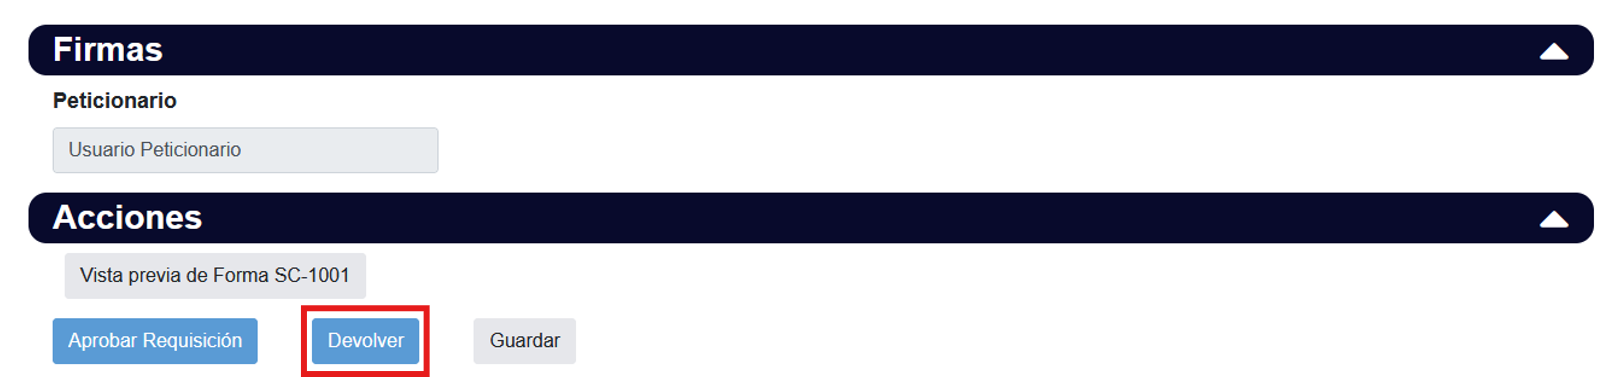 Firmas
Peticionario
Usuario Peticionario
Acciones
Vista previa de Forma SC-1001
Aprobar Requisición Devolver Guardar